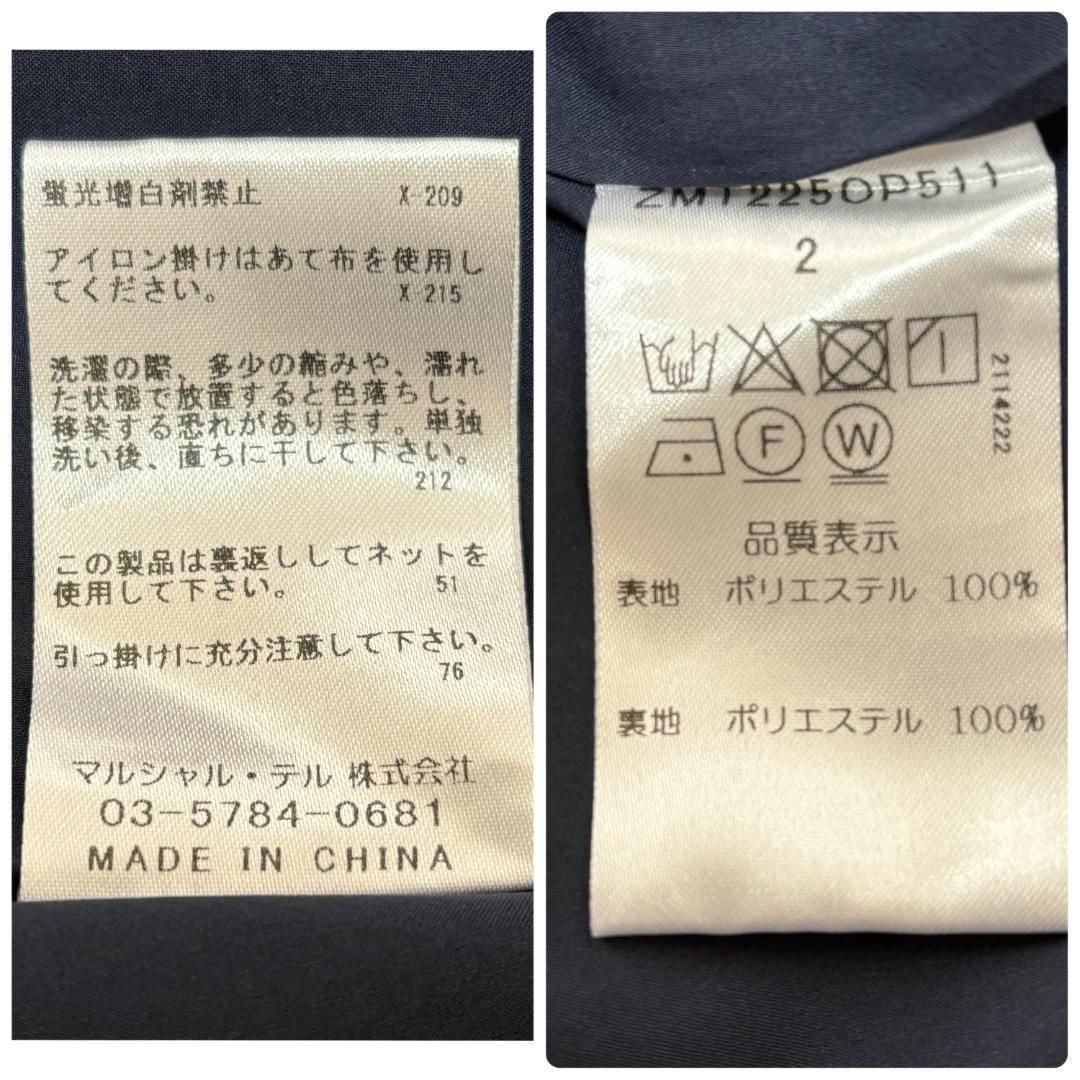 蛍光増白剤禁止 X-209
アイロン掛けはあて布を使用し
てください。 X-215
洗濯の際、多少の縮みや、濡れ
た状態で放置すると色落ちし、
移染する恐れがあります。単独
洗い後、直ちに干して下さい。
212
この製品は裏返ししてネットを
使用して下さい。 51
引っ掛けに充分注意して下さい。
76
マルシャル・テル 株式会社
03-5784-0681
MADE IN CHINA
ZMT225OP511
2
2114222
F W
品質表示
表地 ポリエステル 100%
裏地 ポリエステル 100%